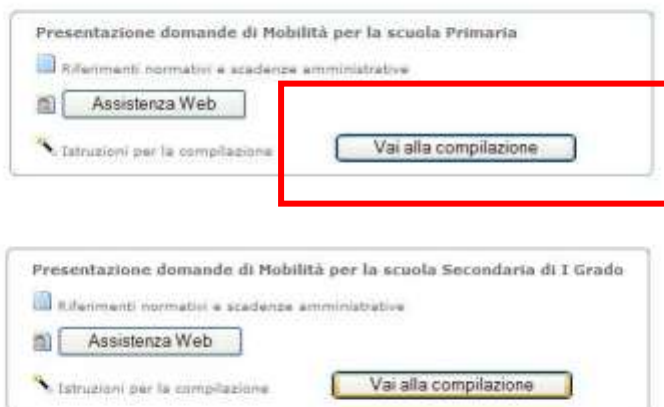 Presentazione domande di Mobilità per la scuola Primaria
Riferimenti normativi e scadenze amministrative
Assistenza Web
Istruzioni per la compilazione
Vai alla compilazione
Presentazione domande di Mobilità per la scuola Secondaria di I Grado
Riferimenti normativi e scadenze amministrative
Assistenza Web
Istruzioni per la compilazione
Vai alla compilazione